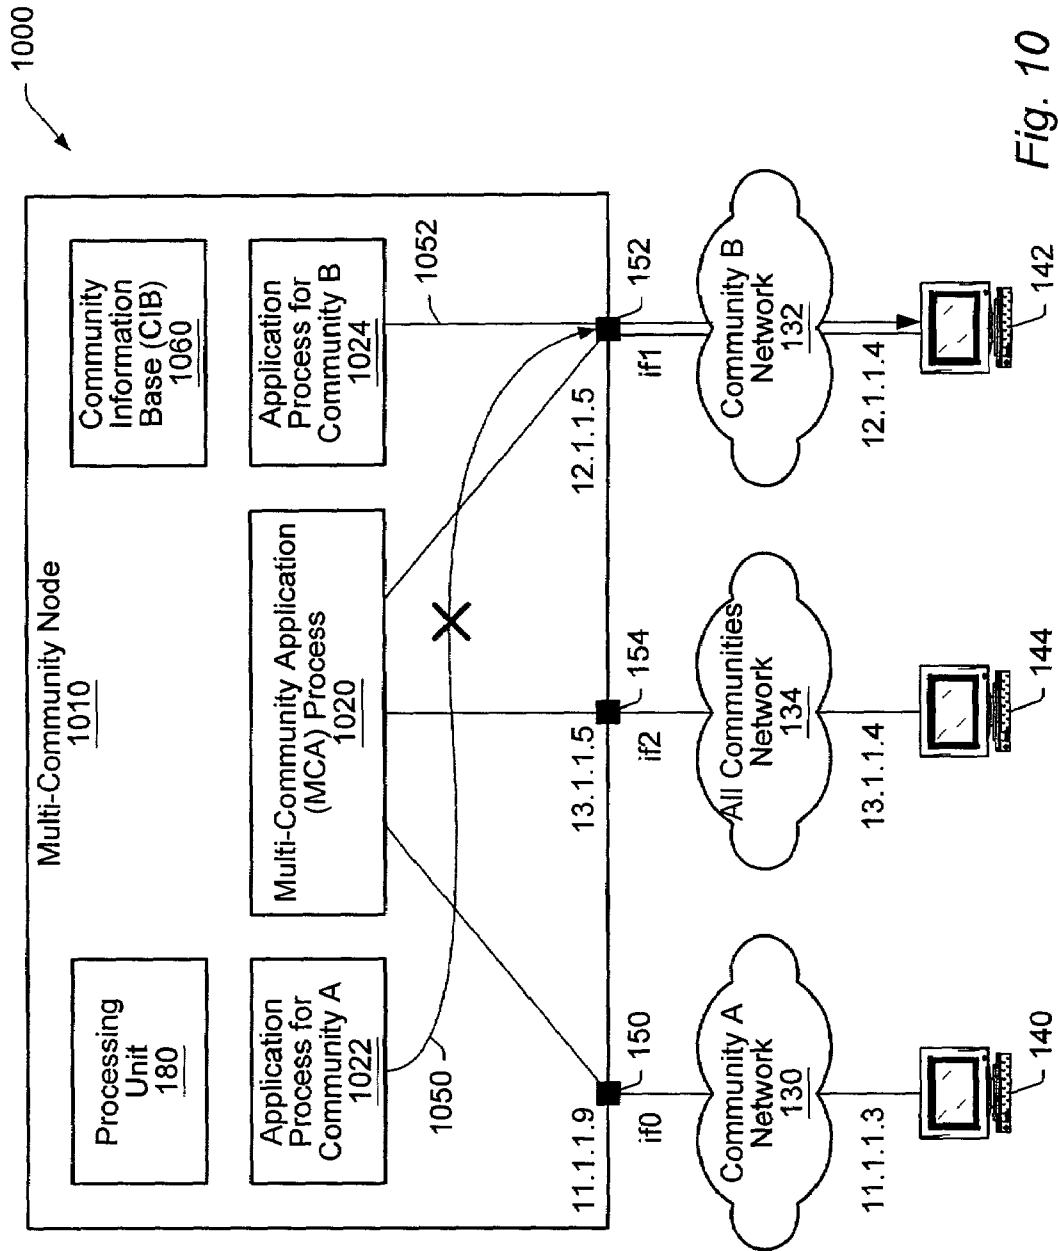 1000
Multi-Community Node
1010
Processing
Unit
180
Community
Information
Base (CIB)
1060
Application
Process for
Community A
1022
Multi-Community Application
(MCA) Process
1020
Application
Process for
Community B
1024
1050
1052
11.1.1.9
150
13.1.1.5
154
12.1.1.5
152
if0
if2
if1
Community A
Network
130
All Communities
Network
134
Community B
Network
132
11.1.1.3
13.1.1.4
12.1.1.4
140
144
142
Fig. 10